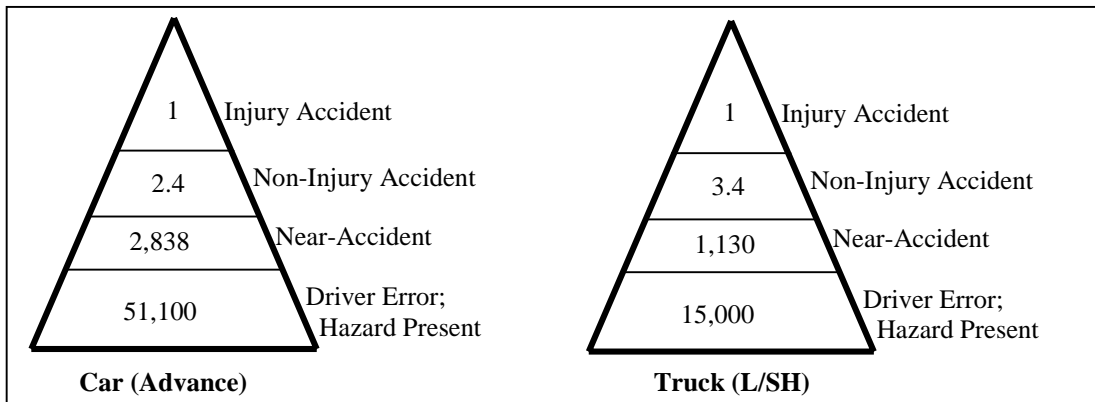 1
Injury Accident
2.4
Non-Injury Accident
2,838
Near-Accident
51,100
Driver Error;
Hazard Present
Car (Advance)
1
Injury Accident
3.4
Non-Injury Accident
1,130
Near-Accident
15,000
Driver Error;
Hazard Present
Truck (L/SH)